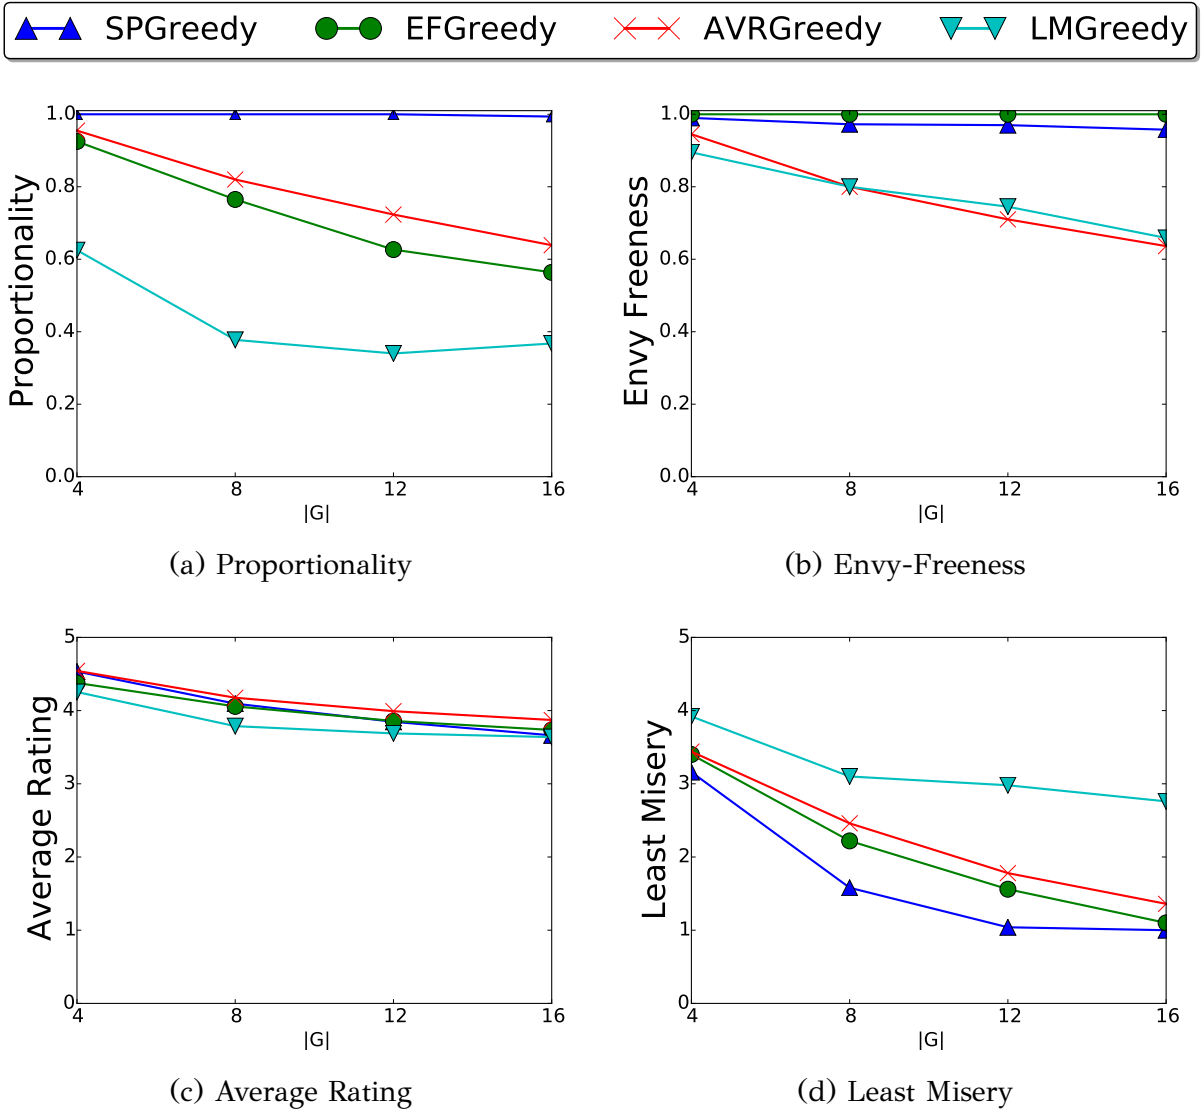 SPGreedy EFGreedy AVRGreedy LMGreedy
Proportionality
1.0
0.8
0.6
0.4
0.2
0.0
4 8 12 16
|G|
(a) Proportionality
Envy Freeness
1.0
0.8
0.6
0.4
0.2
0.0
4 8 12 16
|G|
(b) Envy-Freeness
Average Rating
5
4
3
2
1
0
4 8 12 16
|G|
(c) Average Rating
Least Misery
5
4
3
2
1
0
4 8 12 16
|G|
(d) Least Misery